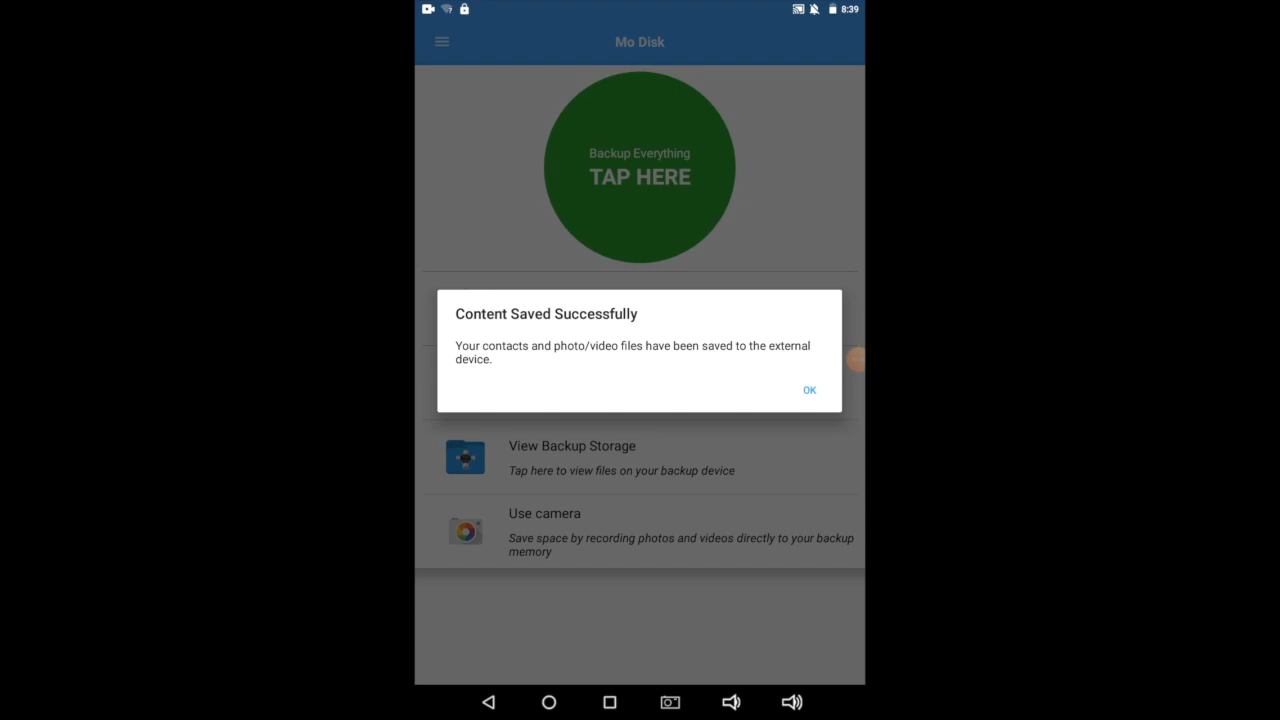 8:39
Mo Disk
Backup Everything
TAP HERE
Content Saved Successfully
Your contacts and photo/video files have been saved to the external
device.
OK
View Backup Storage
Tap here to view files on your backup device
Use camera
Save space by recording photos and videos directly to your backup
memory